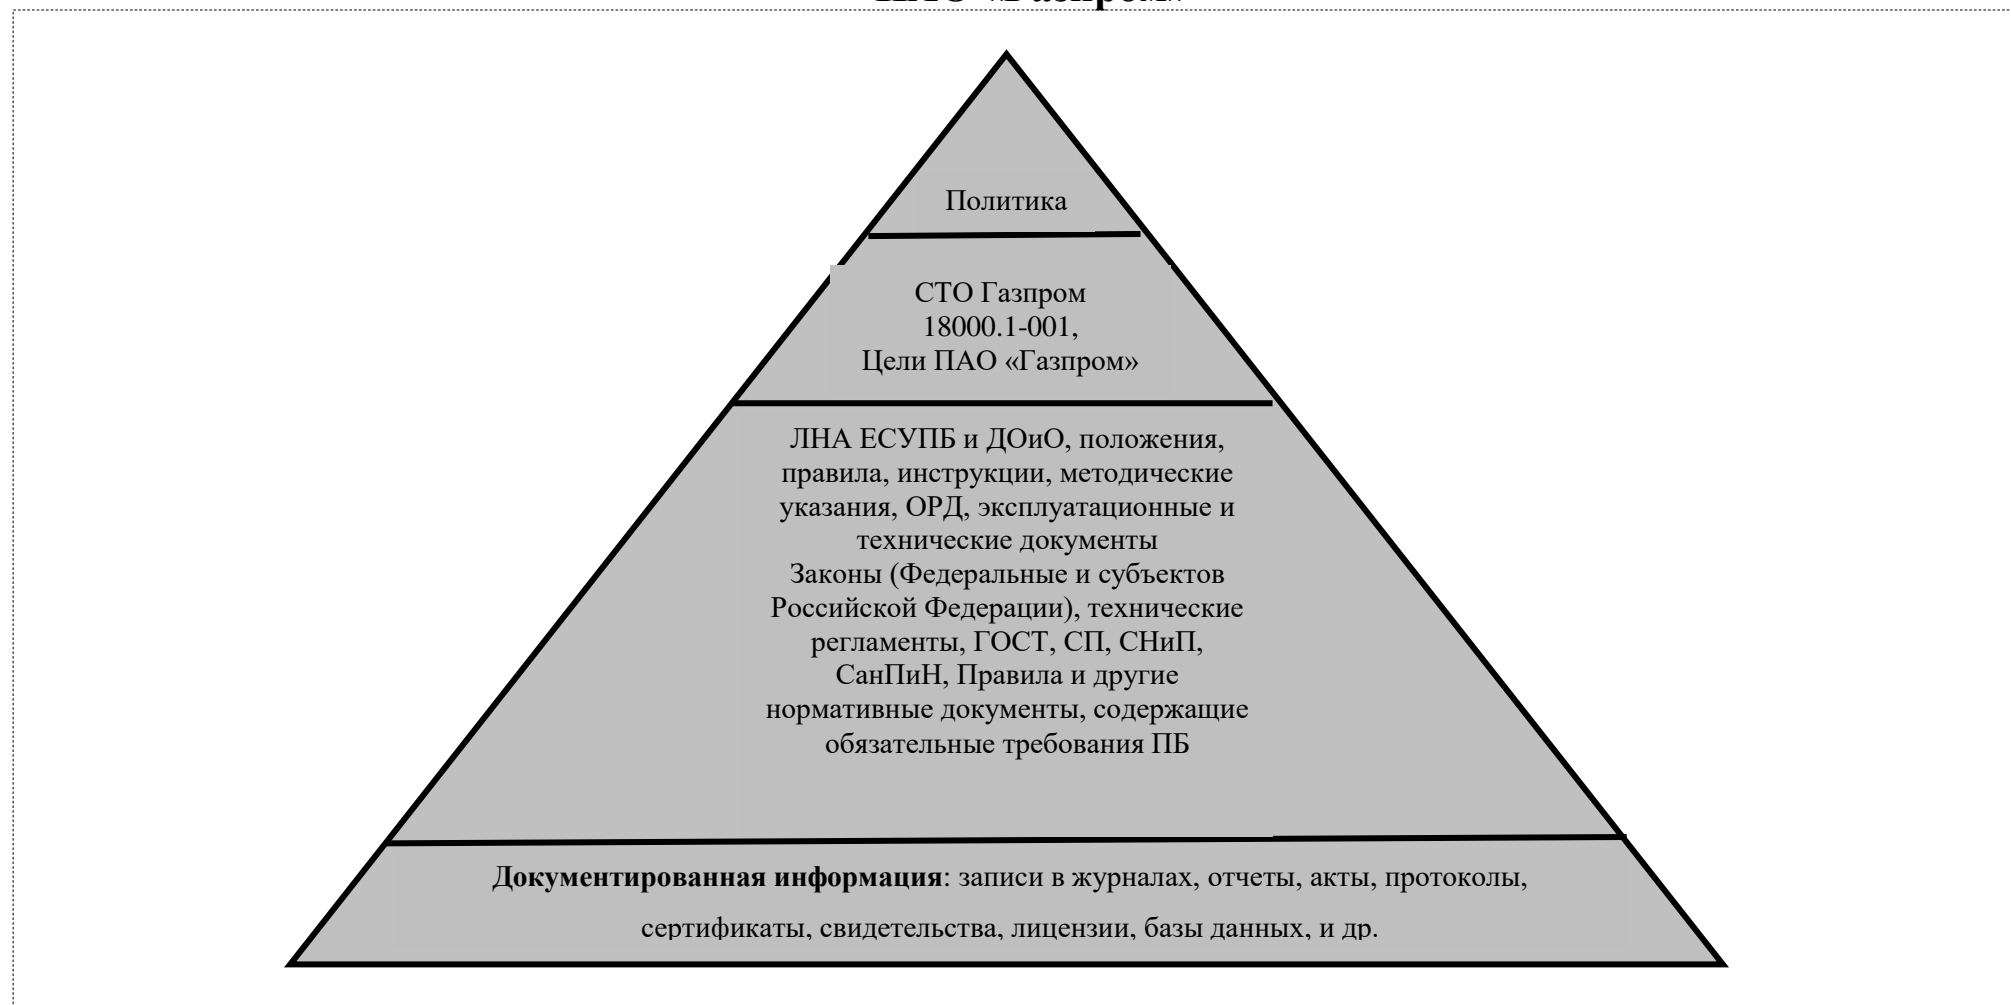 ПАО «Газпром»
Политика
СТО Газпром
18000.1-001,
Цели ПАО «Газпром»
ЛНА ЕСУПБ и ДОиО, положения,
правила, инструкции, методические
указания, ОРД, эксплуатационные и
технические документы
Законы (Федеральные и субъектов
Российской Федерации), технические
регламенты, ГОСТ, СП, СНиП,
СанПиН, Правила и другие
нормативные документы, содержащие
обязательные требования ПБ
Документированная информация: записи в журналах, отчеты, акты, протоколы,
сертификаты, свидетельства, лицензии, базы данных, и др.